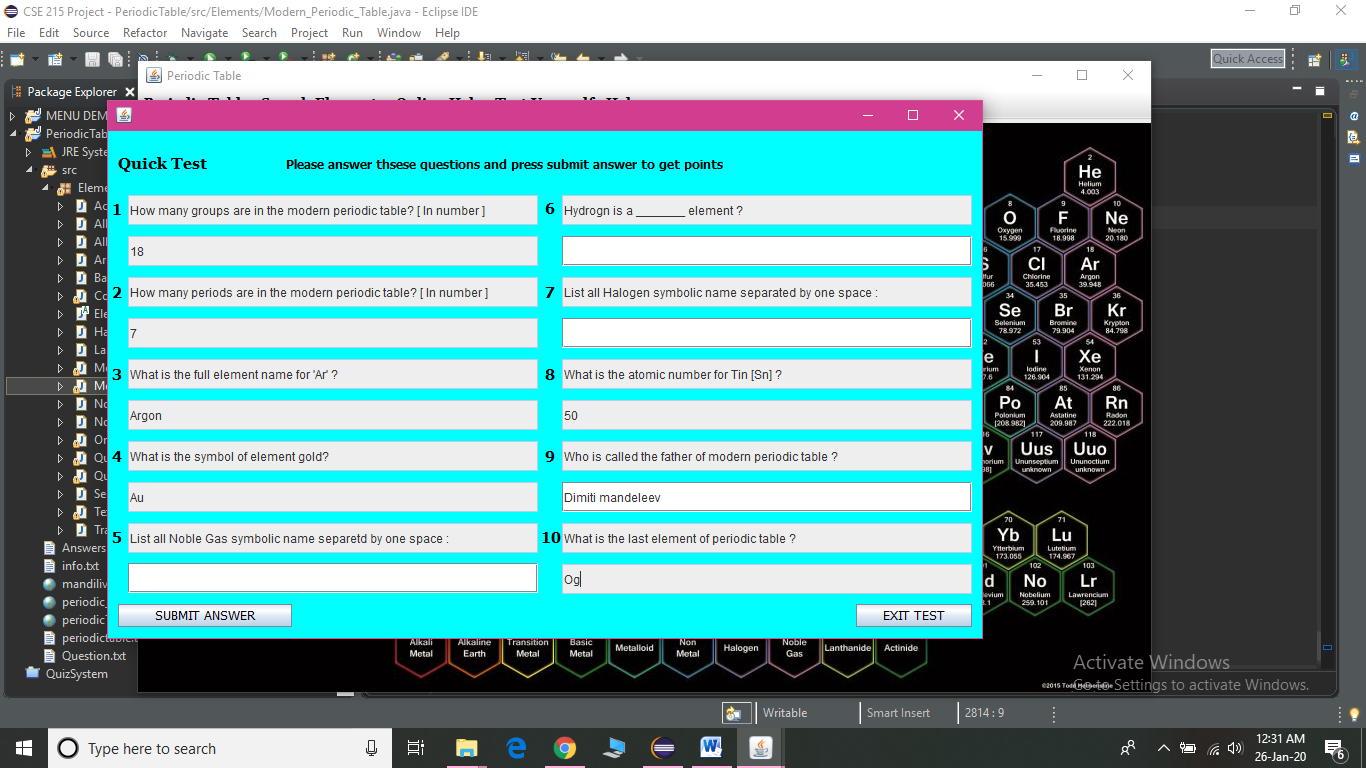 CSE 215 Project - PeriodicTable/src/Elements/Modern_Periodic_Table.java - Eclipse IDE
File Edit Source Refactor Navigate Search Project Run Window Help
Quick Access
Periodic Table
Package Explorer
MENU DEM
PeriodicTab
JRE Syste
src
Eleme
Ac
All
All
Ar
Ba
Co
Ele
Ha
La
Me
Mo
No
No
On
Qu
Qu
Se
Te
Tra
Answers
info.txt
mandiliv
periodic_
periodicT
periodictable.t
Question.txt
QuizSystem
Quick Test Please answer thsese questions and press submit answer to get points
1 How many groups are in the modern periodic table? [ In number ]
18
2 How many periods are in the modern periodic table? [ In number ]
7
3 What is the full element name for 'Ar' ?
Argon
4 What is the symbol of element gold?
Au
5 List all Noble Gas symbolic name separetd by one space :
6 Hydrogn is a _______ element ?
7 List all Halogen symbolic name separated by one space :
8 What is the atomic number for Tin [Sn] ?
50
9 Who is called the father of modern periodic table ?
Dimiti mandeleev
10 What is the last element of periodic table ?
Og
SUBMIT ANSWER EXIT TEST
2
He
Helium
4.003
8 9 10
O F Ne
Oxygen Fluorine Neon
15.999 18.998 20.180
17 18
S Cl Ar
Chlorine Argon
35.453 39.948
34 35 36
Se Br Kr
Selenium Bromine Krypton
78.972 79.904 84.798
53 54
I Xe
Iodine Xenon
126.904 131.294
84 85 86
Po At Rn
Polonium Astatine Radon
[208.982] 209.987 222.018
117 118
Uus Uuo
Ununseptium Ununoctium
unknown unknown
70 71
Yb Lu
Ytterbium Lutetium
173.055 174.967
102 103
No Lr
Nobelium Lawrencium
259.101 [262]
Alkali Metal
Alkaline Earth
Transition Metal
Basic Metal
Metalloid
Non Metal
Halogen
Noble Gas
Lanthanide
Actinide
Activate Windows
Go to Settings to activate Windows.
Writable Smart Insert 2814 : 9
Type here to search
12:31 AM
26-Jan-20
6